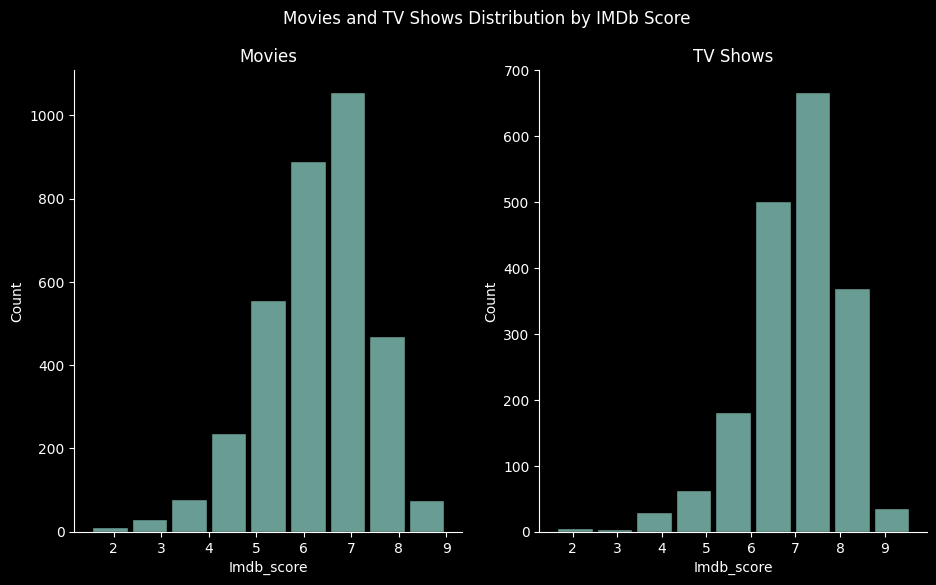 Movies and TV Shows Distribution by IMDb Score
Movies
1000
800
600
400
200
0
Count
2 3 4 5 6 7 8 9
Imdb_score
TV Shows
700
600
500
400
300
200
100
0
Count
2 3 4 5 6 7 8 9
Imdb_score